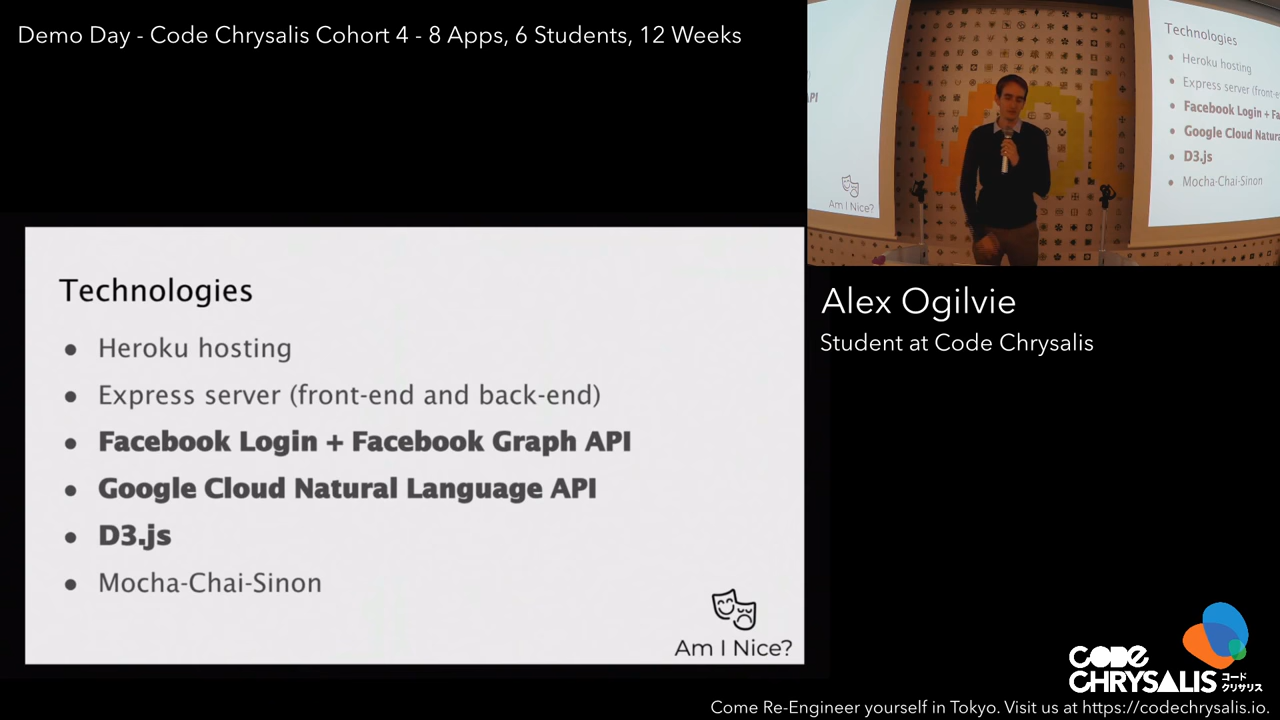 Demo Day - Code Chrysalis Cohort 4 - 8 Apps, 6 Students, 12 Weeks
Technologies
Heroku hosting
Express server (front-e
Facebook Login + Fa
Google Cloud Natura
D3.js
Mocha-Chai-Sinon
API
Am I Nice?
Alex Ogilvie
Student at Code Chrysalis
Technologies
● Heroku hosting
● Express server (front-end and back-end)
● Facebook Login + Facebook Graph API
● Google Cloud Natural Language API
● D3.js
● Mocha-Chai-Sinon
Am I Nice?
CODE
CHRYSALIS
コード
クリサリス
Come Re-Engineer yourself in Tokyo. Visit us at https://codechrysalis.io.